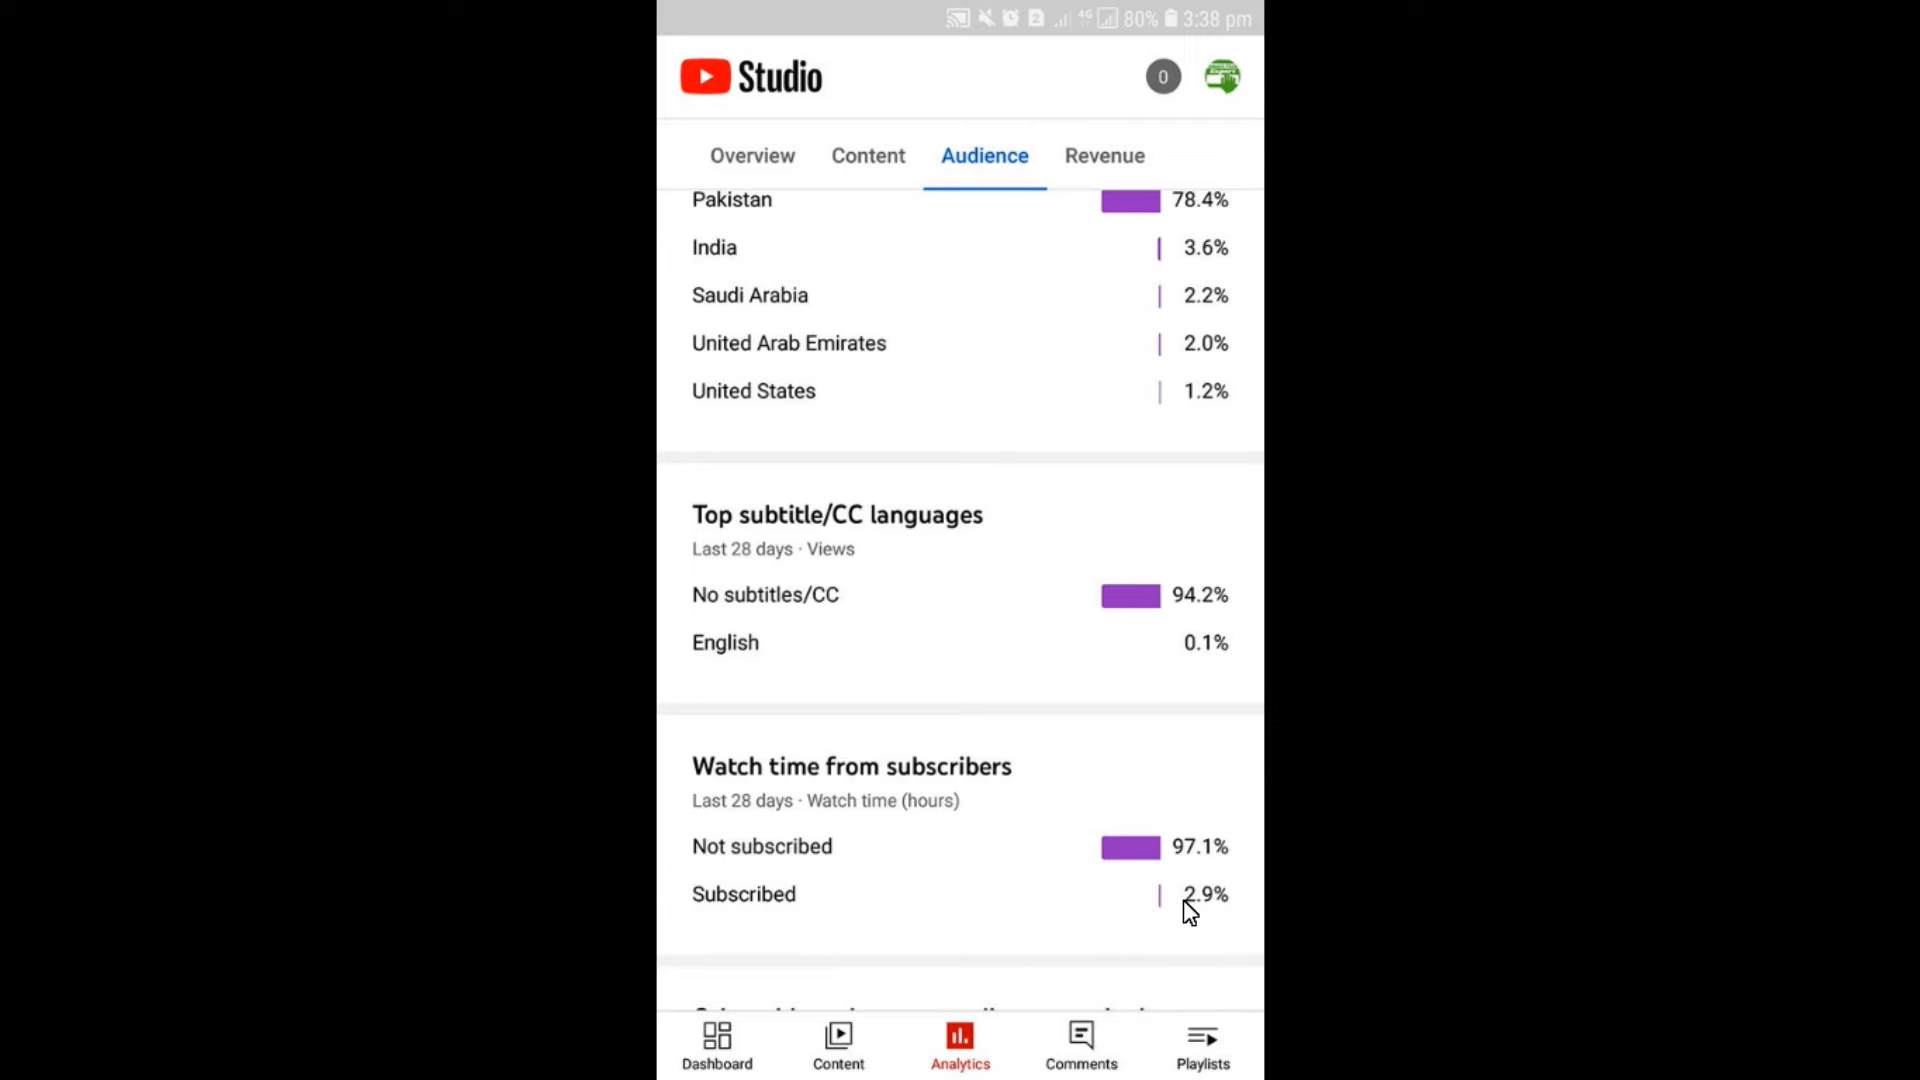 4G 80% 3:38 pm
Studio 0
Overview Content Audience Revenue
Pakistan 78.4%
India 3.6%
Saudi Arabia 2.2%
United Arab Emirates 2.0%
United States 1.2%
Top subtitle/CC languages
Last 28 days · Views
No subtitles/CC 94.2%
English 0.1%
Watch time from subscribers
Last 28 days · Watch time (hours)
Not subscribed 97.1%
Subscribed 2.9%
Dashboard Content Analytics Comments Playlists